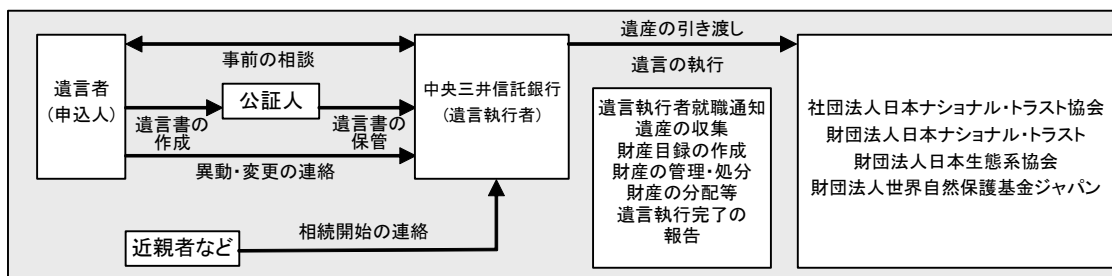 遺言者
(申込人)
事前の相談
公証人
遺言書の
作成
遺言書の
保管
異動・変更の連絡
近親者など
相続開始の連絡
中央三井信託銀行
(遺言執行者)
遺産の引き渡し
遺言の執行
遺言執行者就職通知
遺産の収集
財産目録の作成
財産の管理・処分
財産の分配等
遺言執行完了の
報告
社団法人日本ナショナル・トラスト協会
財団法人日本ナショナル・トラスト
財団法人日本生態系協会
財団法人世界自然保護基金ジャパン